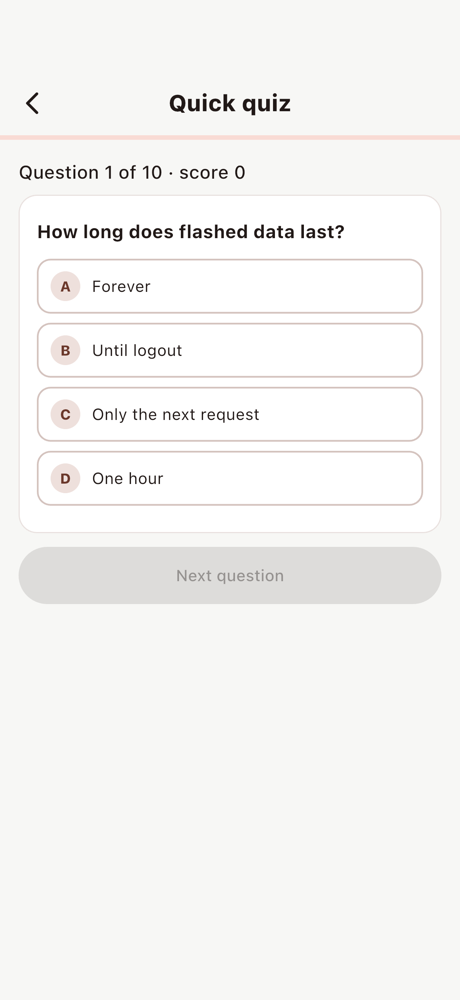 Quick quiz
Question 1 of 10 · score 0
How long does flashed data last?
A Forever
B Until logout
C Only the next request
D One hour
Next question